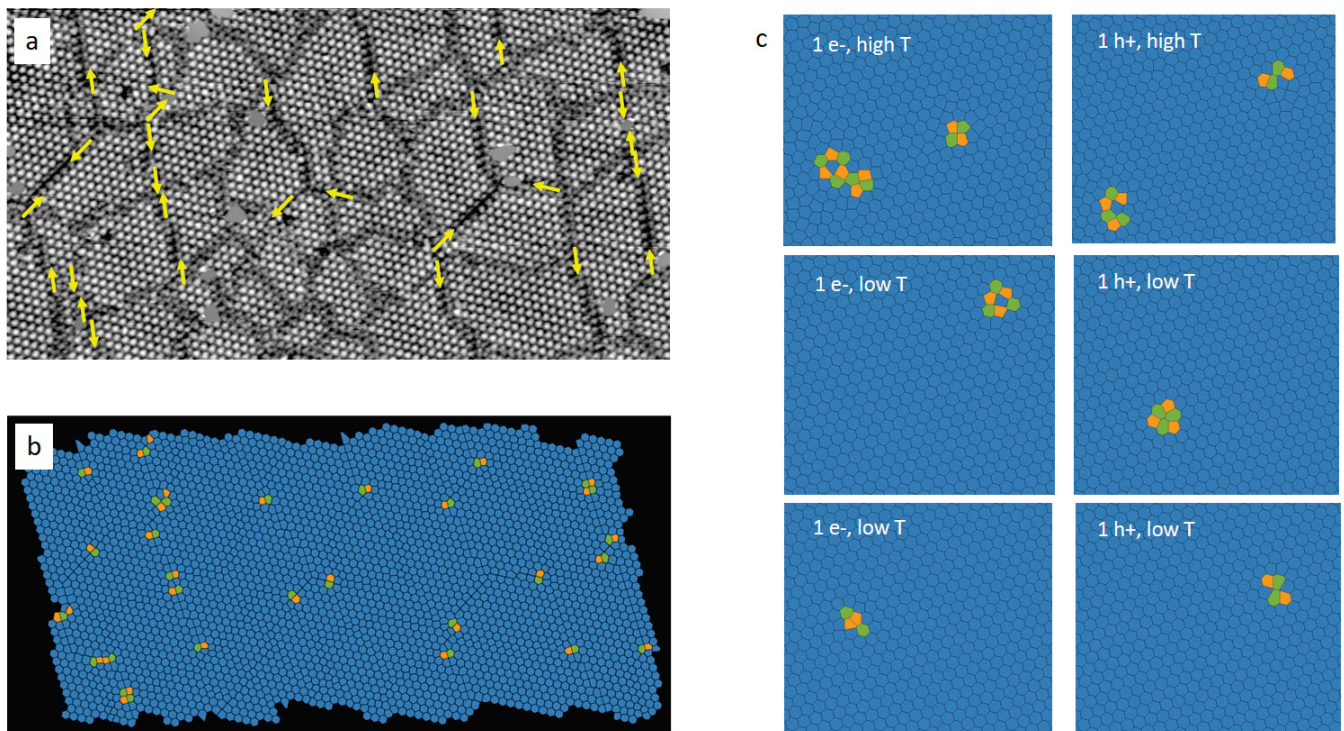 a
b
c
1 e-, high T
1 h+, high T
1 e-, low T
1 h+, low T
1 e-, low T
1 h+, low T